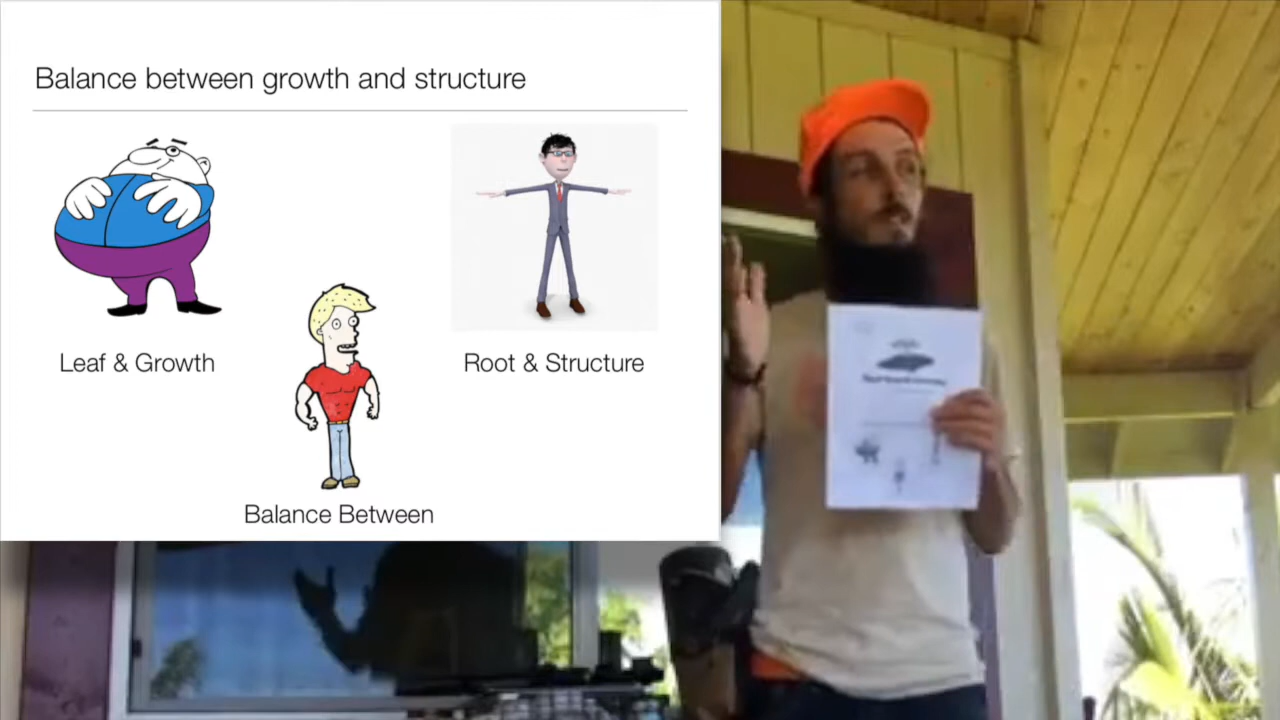 Balance between growth and structure
Leaf & Growth
Root & Structure
Balance Between